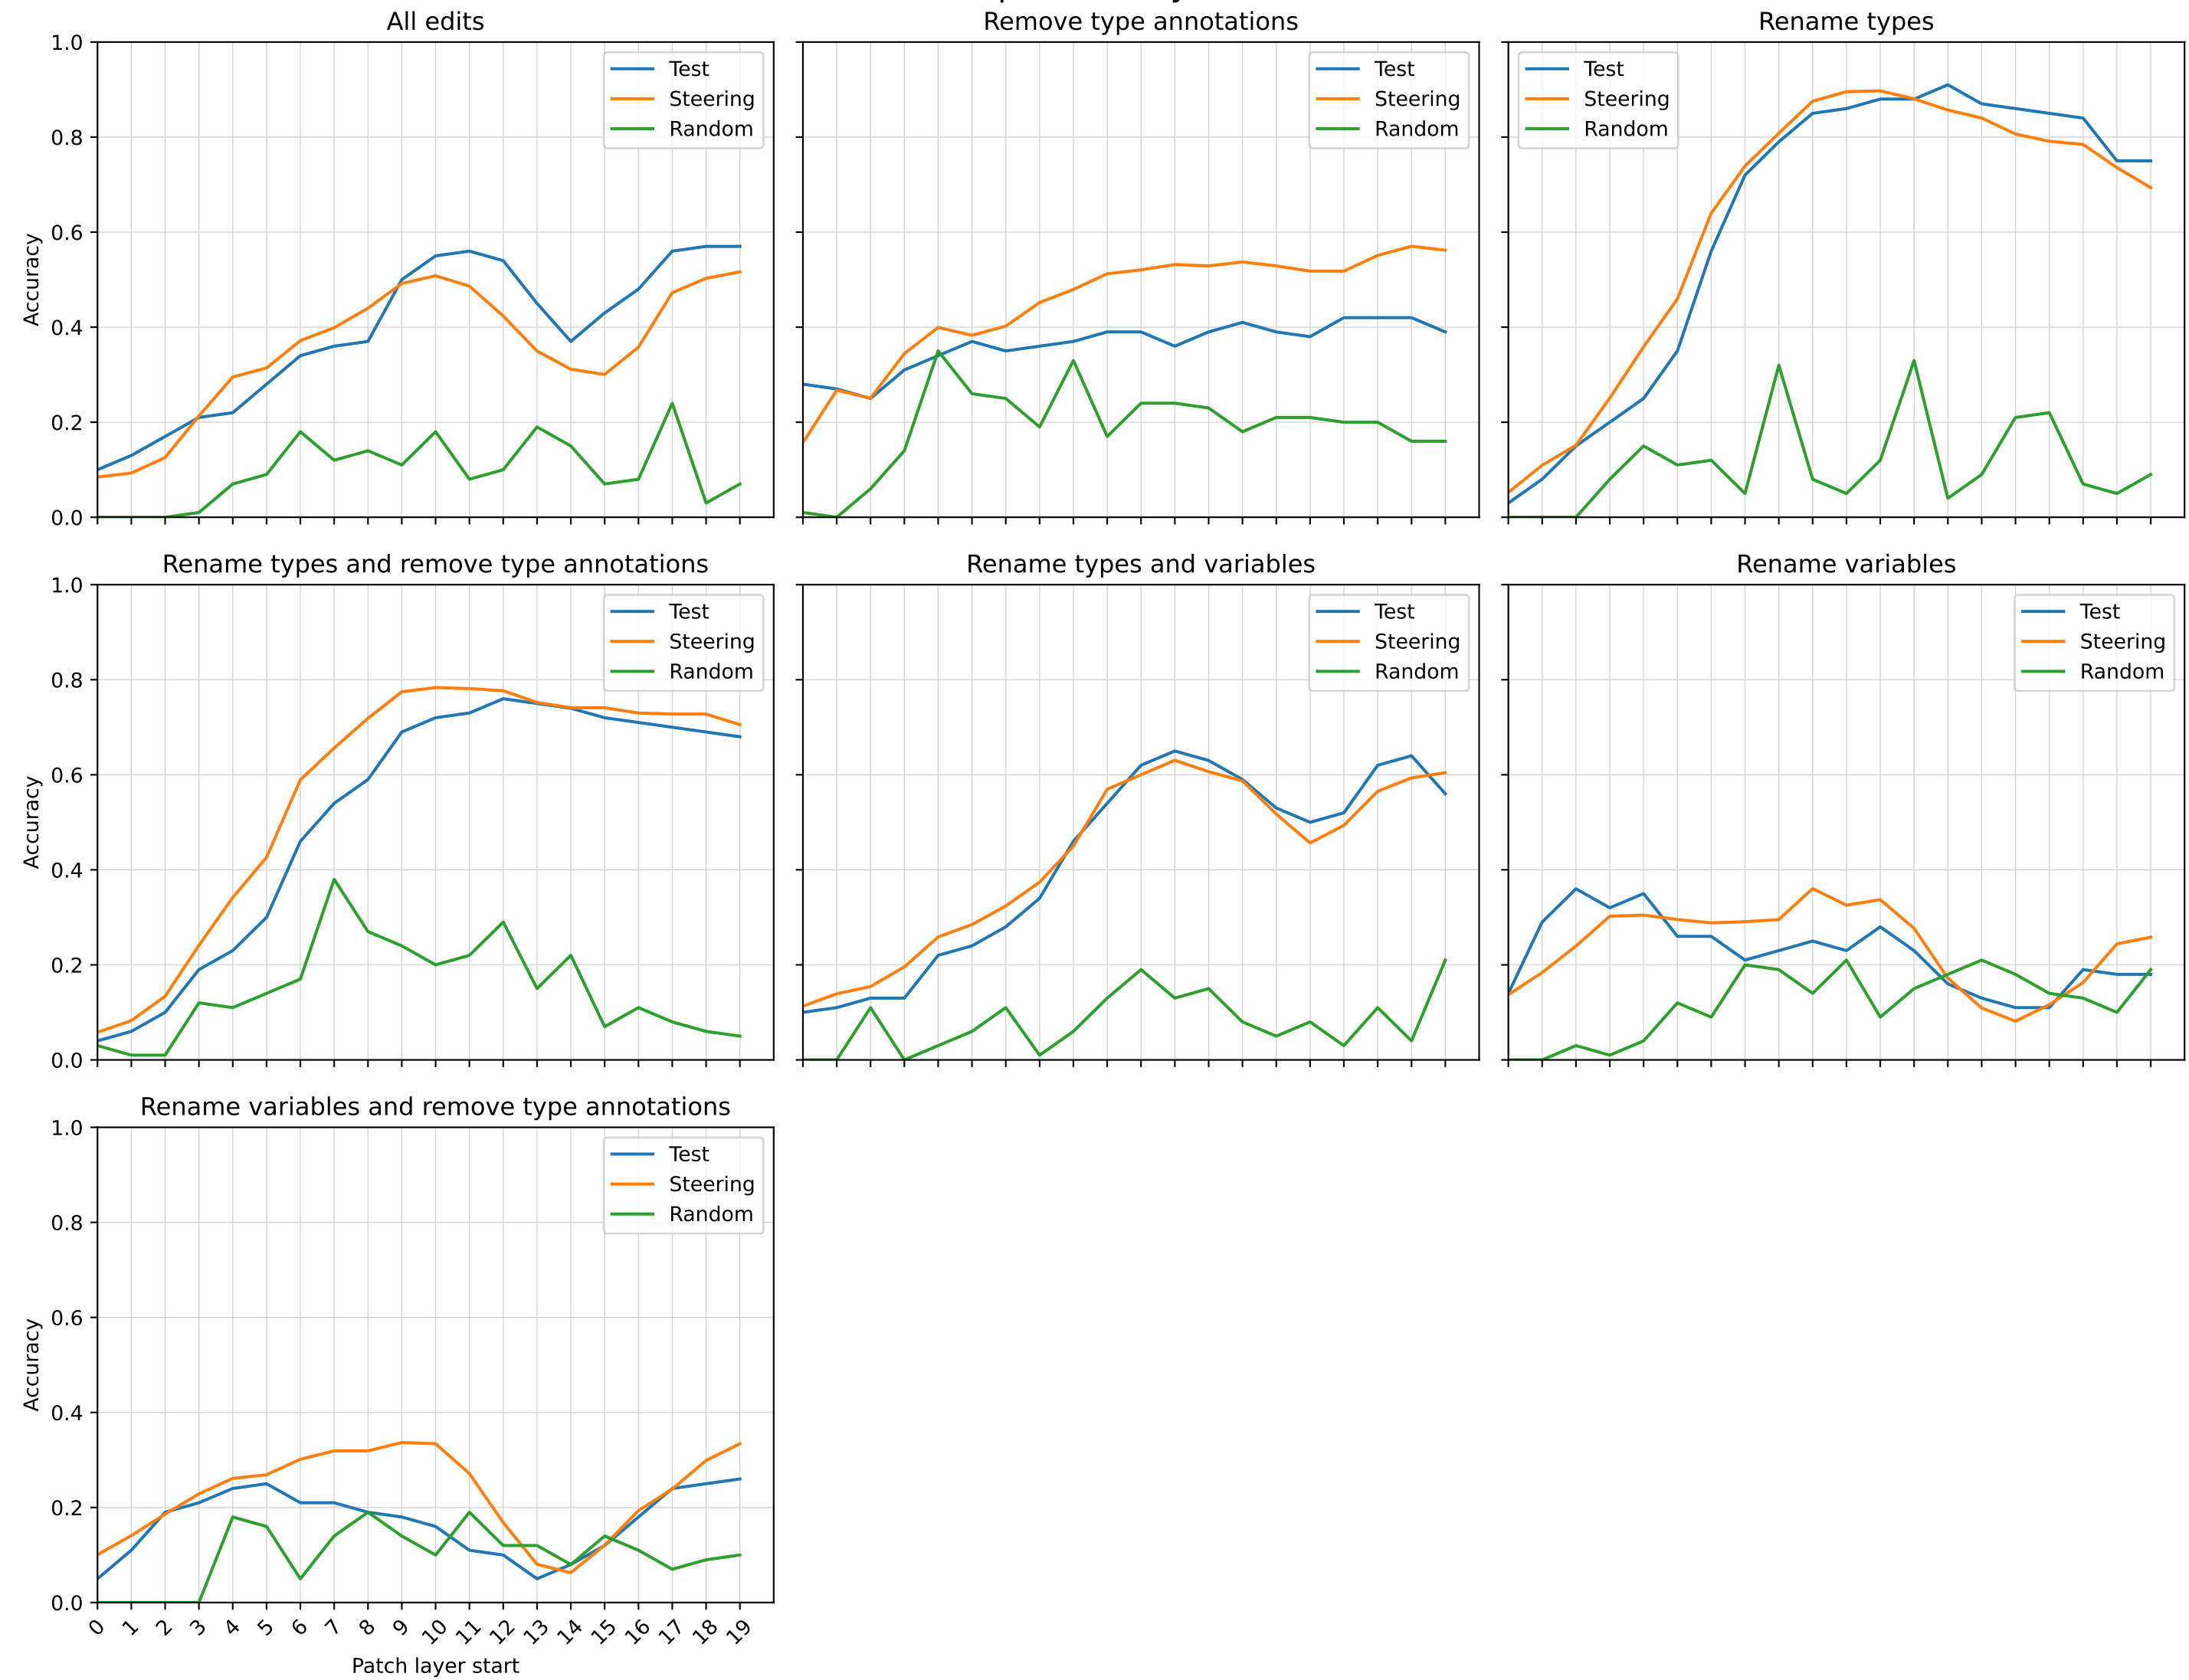 All edits
Remove type annotations
Rename types
1.0
0.8
0.6
0.4
0.2
0.0
Accuracy
Test
Steering
Random
Test
Steering
Random
Test
Steering
Random
Rename types and remove type annotations
Rename types and variables
Rename variables
1.0
0.8
0.6
0.4
0.2
0.0
Accuracy
Test
Steering
Random
Test
Steering
Random
Test
Steering
Random
Rename variables and remove type annotations
1.0
0.8
0.6
0.4
0.2
0.0
Accuracy
Test
Steering
Random
0 1 2 3 4 5 6 7 8 9 10 11 12 13 14 15 16 17 18 19
Patch layer start